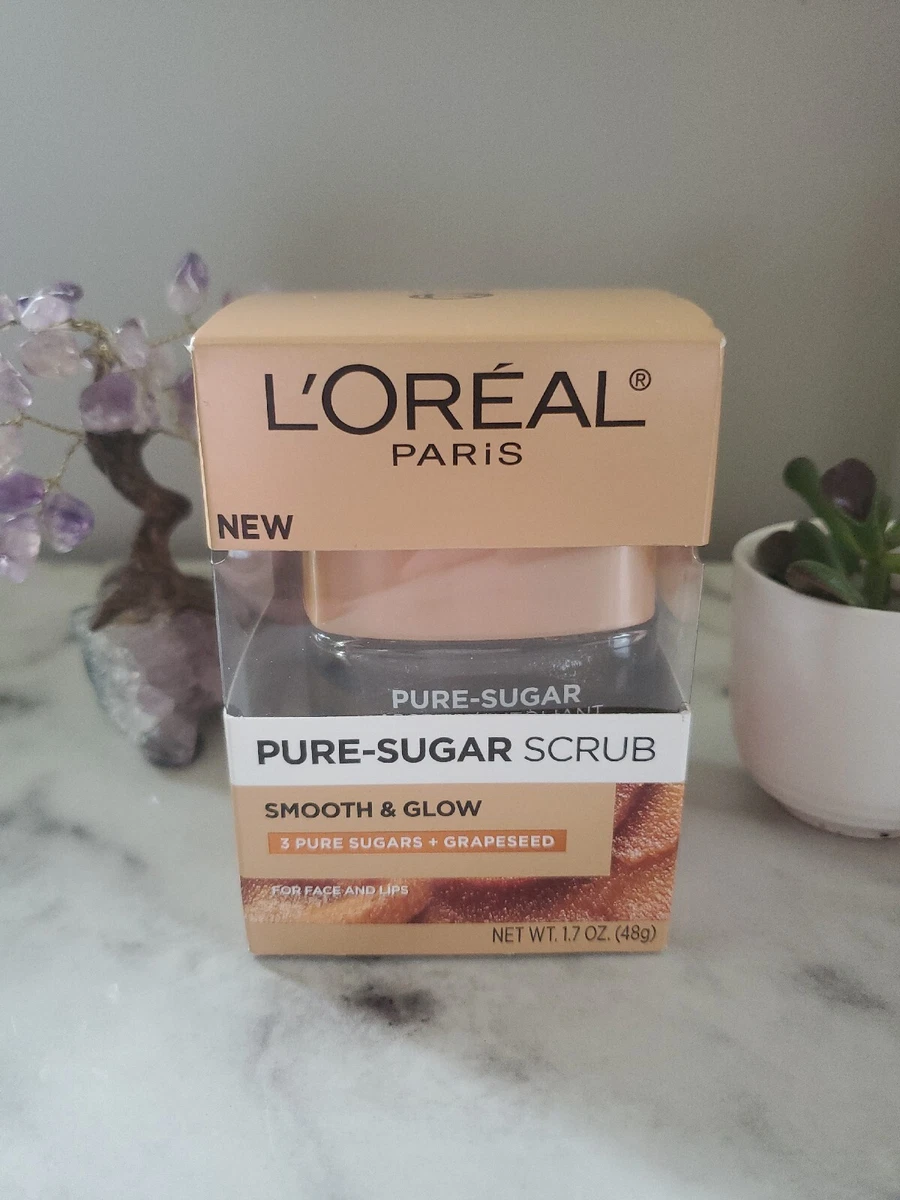 L'ORÉAL®
PARiS
NEW
PURE-SUGAR
PURE-SUGAR SCRUB
SMOOTH & GLOW
3 PURE SUGARS + GRAPESEED
FOR FACE AND LIPS
NET WT. 1.7 OZ. (48g)